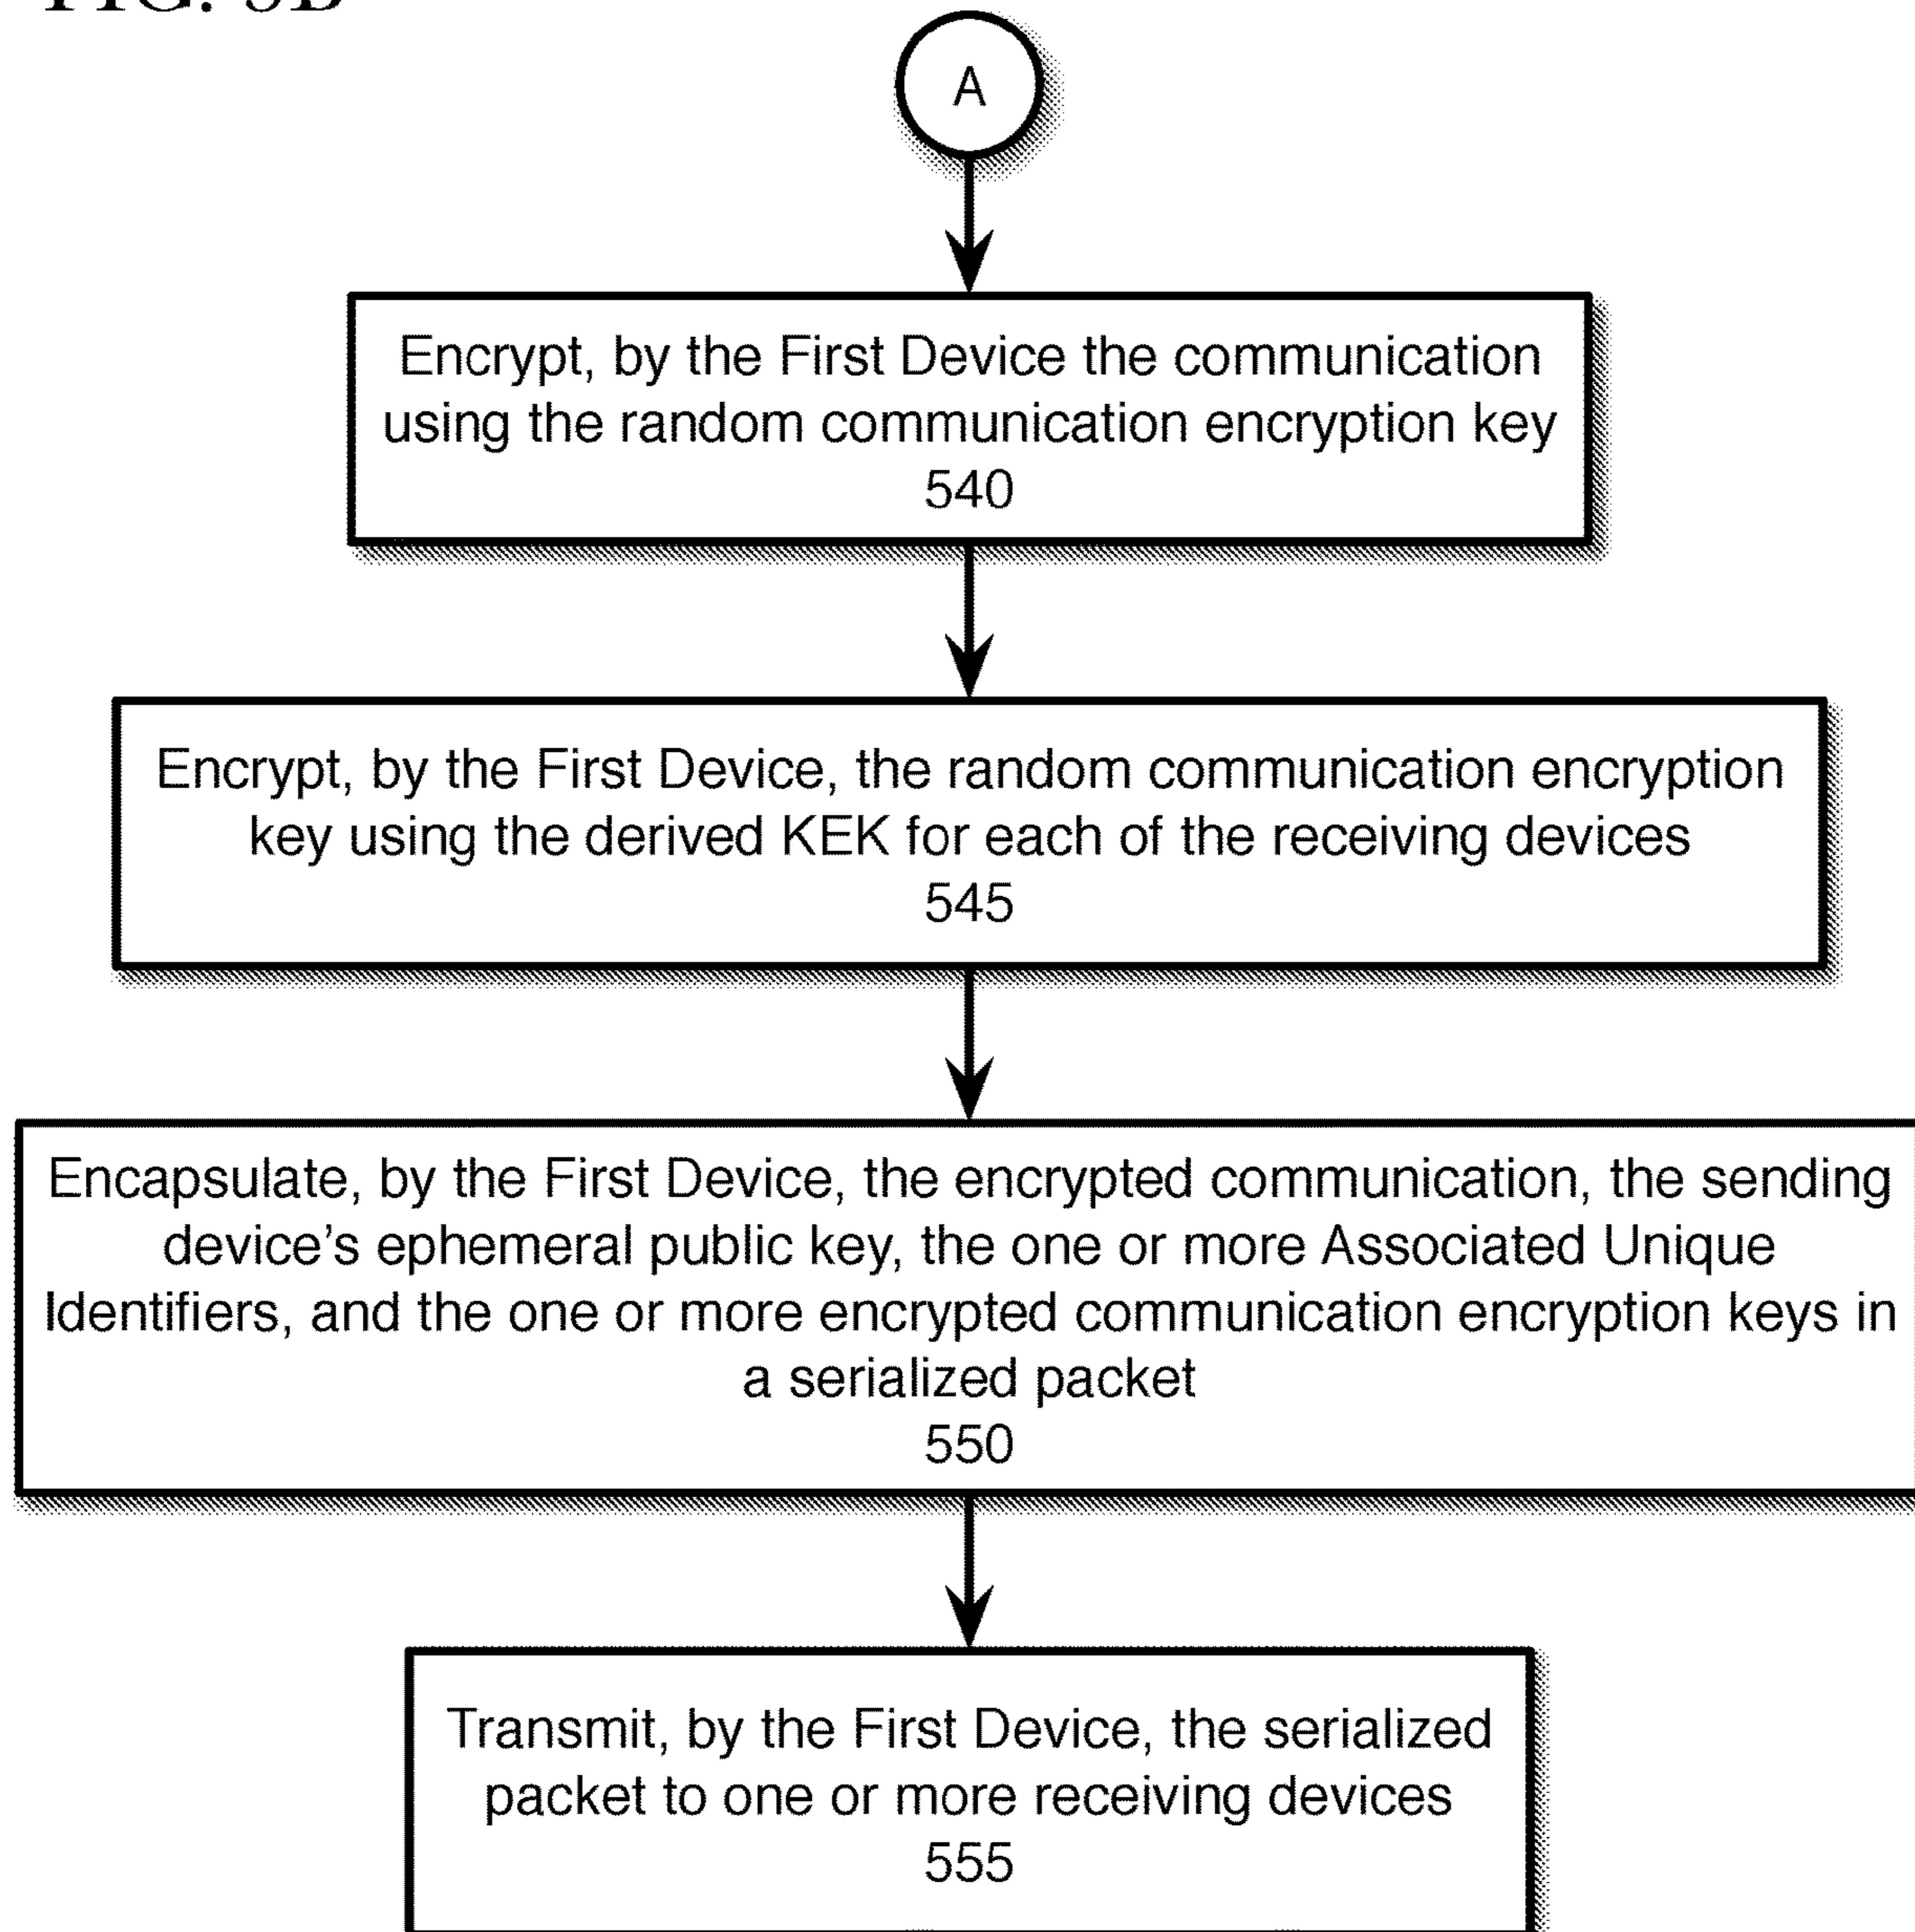 FIG. 5B
A
Encrypt, by the First Device the communication
using the random communication encryption key
540
Encrypt, by the First Device, the random communication encryption
key using the derived KEK for each of the receiving devices
545
Encapsulate, by the First Device, the encrypted communication, the sending
device's ephemeral public key, the one or more Associated Unique
Identifiers, and the one or more encrypted communication encryption keys in
a serialized packet
550
Transmit, by the First Device, the serialized
packet to one or more receiving devices
555